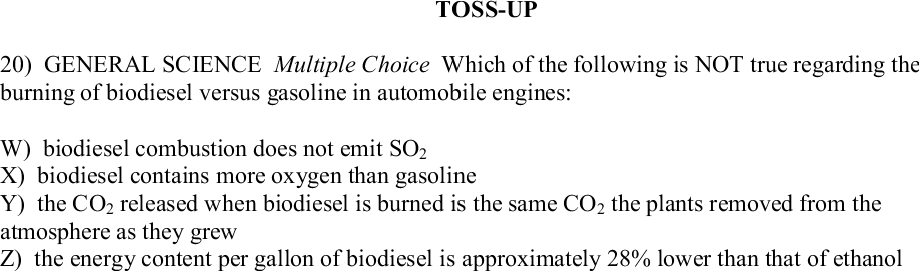 TOSS-UP
20) GENERAL SCIENCE Multiple Choice Which of the following is NOT true regarding the
burning of biodiesel versus gasoline in automobile engines:
W) biodiesel combustion does not emit SO₂
X) biodiesel contains more oxygen than gasoline
Y) the CO₂ released when biodiesel is burned is the same CO₂ the plants removed from the
atmosphere as they grew
Z) the energy content per gallon of biodiesel is approximately 28% lower than that of ethanol